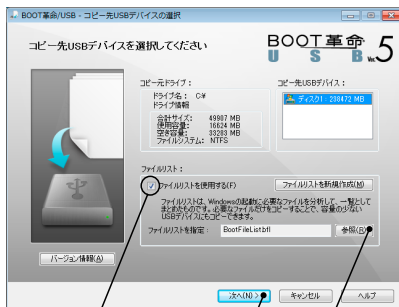 BOOT革命/USB - コピー先USBデバイスの選択
コピー先USBデバイスを選択してください
BOOT革命
USB Ver.5
コピー元ドライブ :
ドライブ名 : C:¥
ドライブ情報
合計サイズ: 49907 MB
使用容量: 16624 MB
空き容量: 33283 MB
ファイルシステム: NTFS
コピー先USBデバイス :
ディスク1: 238472 MB
ファイルリスト :
ファイルリストを使用する(F)
ファイルリストを新規作成(M)
ファイルリストは、Windowsの起動に必要なファイルを分析して、一覧として
まとめたものです。必要なファイルだけをコピーすることで、容量の少ない
USBデバイスにもコピーできます。
ファイルリストを指定 :
BootFileList.bfl
参照(R)
バージョン情報(A)
次へ(N) >
キャンセル
ヘルプ